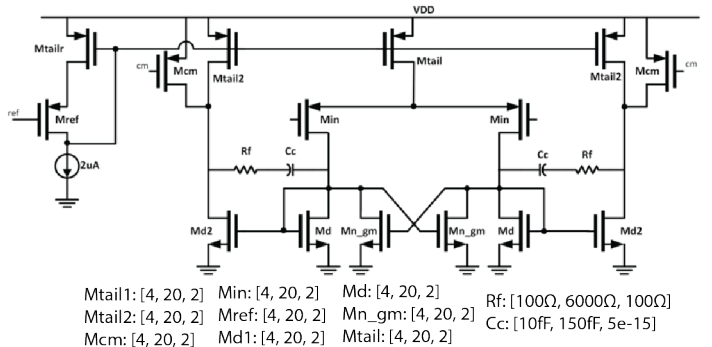 VDD
Mtailr
Mcm
cm
Mtail2
Mtail
Mtail2
Mcm
cm
ref
Mref
Min
Min
2uA
Rf
Cc
Cc
Rf
Md2
Md
Mn_gm
Mn_gm
Md
Md2
Mtail1: [4, 20, 2] Min: [4, 20, 2] Md: [4, 20, 2] Rf: [100Ω, 6000Ω, 100Ω]
Mtail2: [4, 20, 2] Mref: [4, 20, 2] Mn_gm: [4, 20, 2] Cc: [10fF, 150fF, 5e-15]
Mcm: [4, 20, 2] Md1: [4, 20, 2] Mtail: [4, 20, 2]